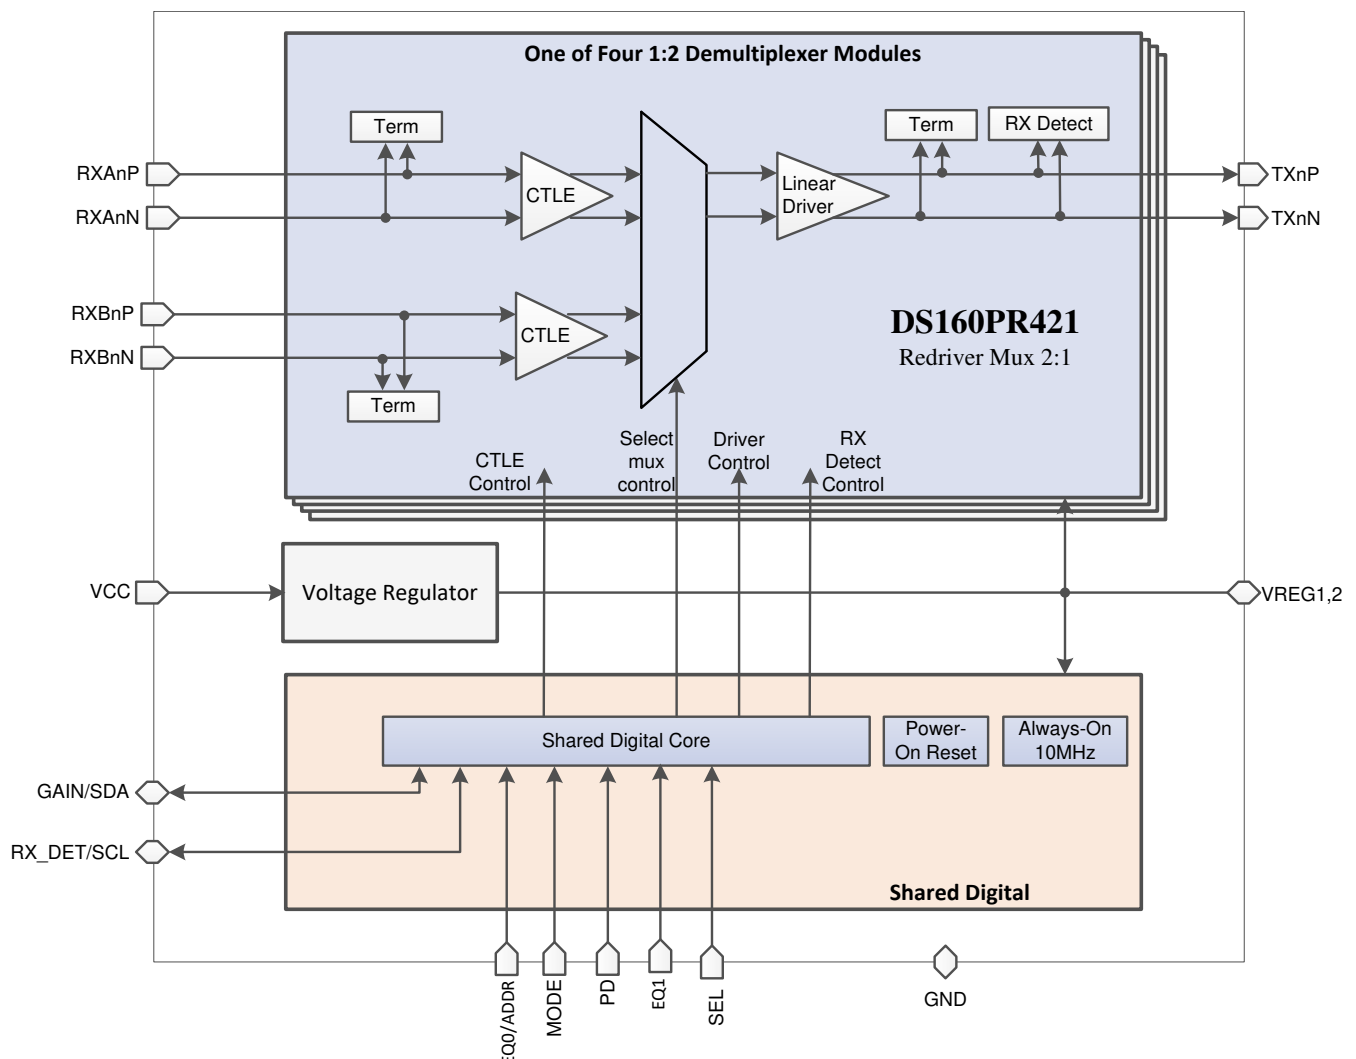 One of Four 1:2 Demultiplexer Modules
Term
Term
RX Detect
RXAnP
CTLE
Linear
Driver
TXnP
RXAnN
TXnN
RXBnP
CTLE
DS160PR421
RXBnN
Redriver Mux 2:1
Term
CTLE
Control
Select
mux
control
Driver
Control
RX
Detect
Control
VCC
Voltage Regulator
VREG1,2
Shared Digital Core
Power-
On Reset
Always-On
10MHz
GAIN/SDA
RX_DET/SCL
Shared Digital
EQ0/ADDR
MODE
PD
EQ1
SEL
GND